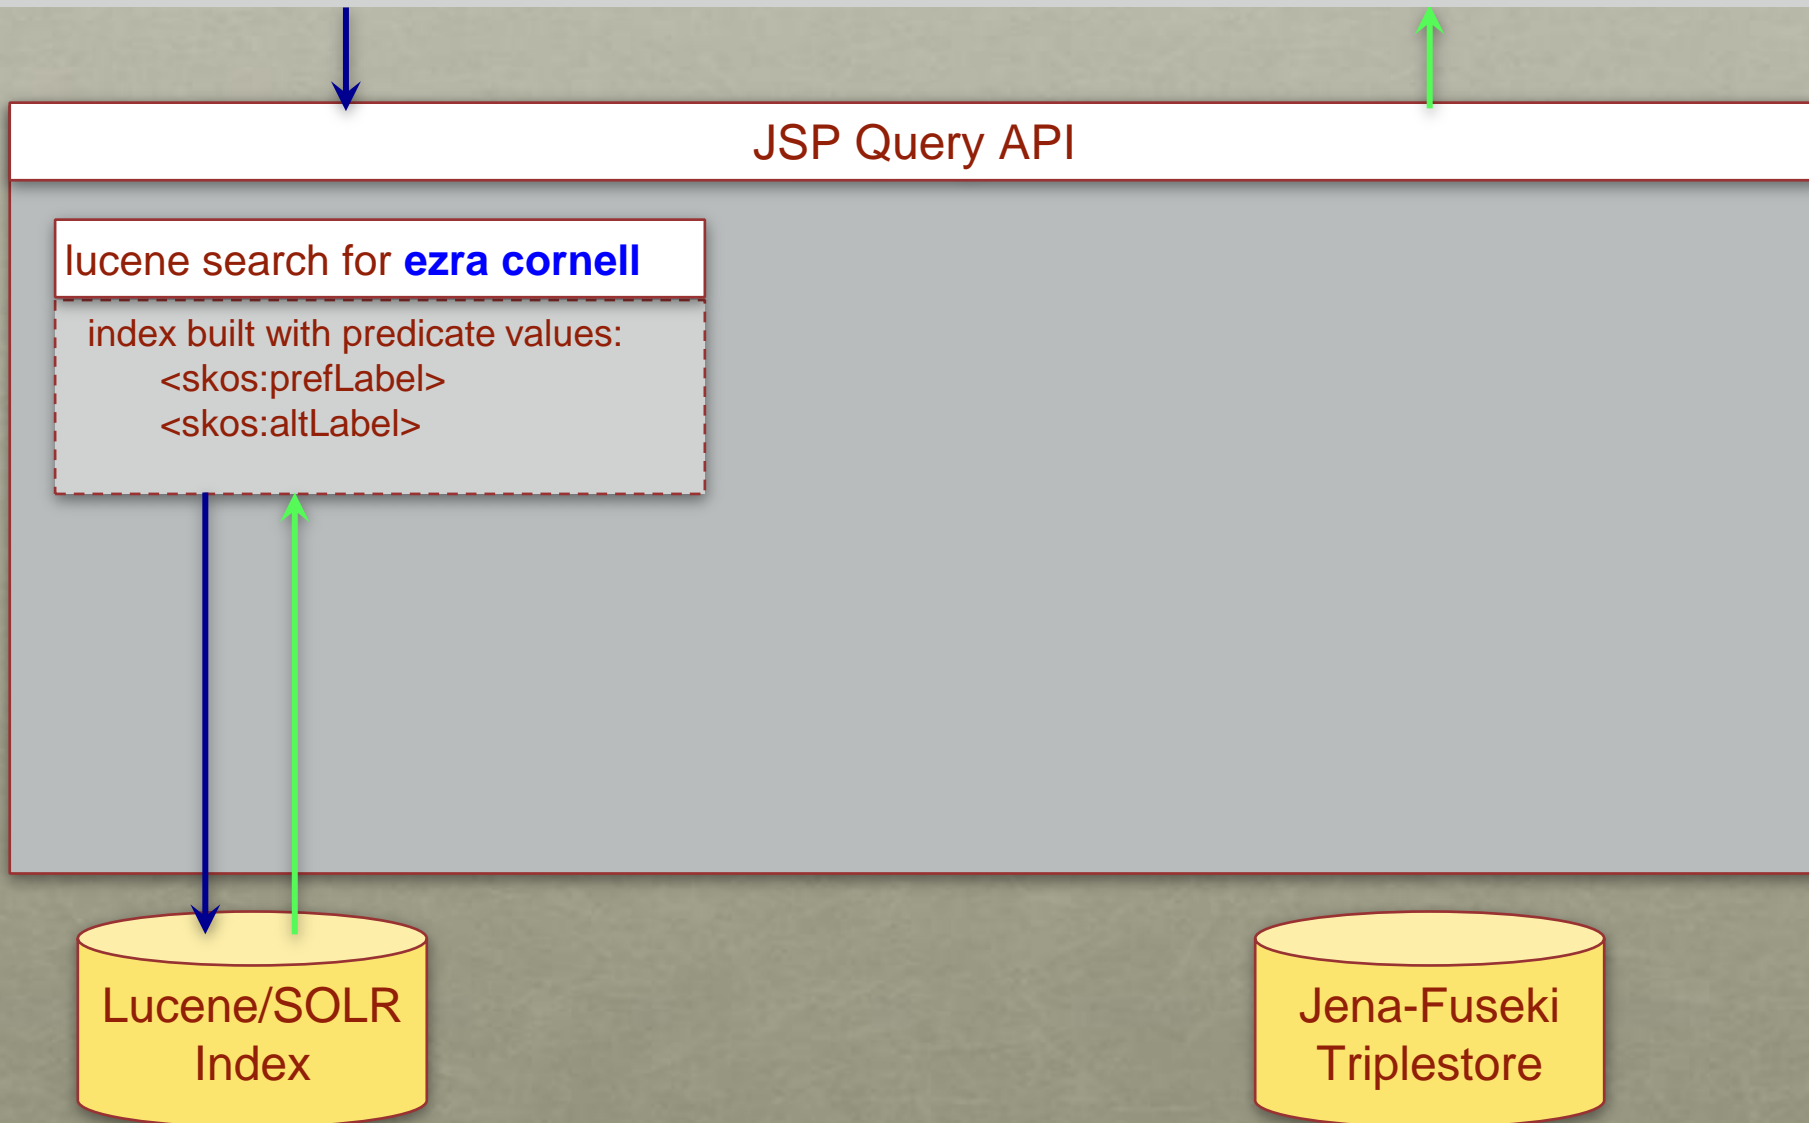 JSP Query API
lucene search for ezra cornell
index built with predicate values:
<skos:prefLabel>
<skos:altLabel>
Lucene/SOLR
Index
Jena-Fuseki
Triplestore